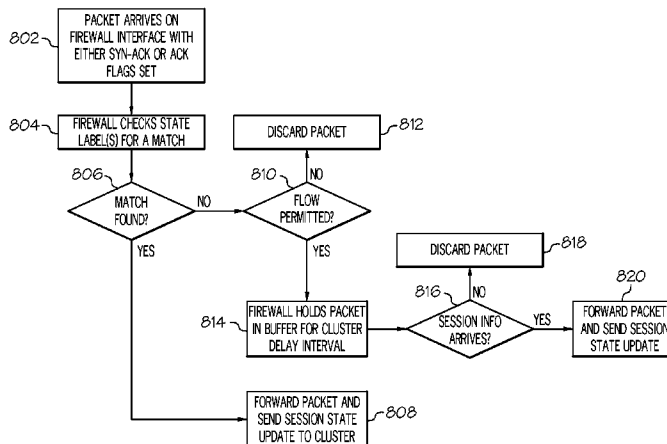 802
PACKET ARRIVES ON
FIREWALL INTERFACE WITH
EITHER SYN-ACK OR ACK
FLAGS SET
804
FIREWALL CHECKS STATE
LABEL(S) FOR A MATCH
806
MATCH
FOUND?
NO
YES
810
FLOW
PERMITTED?
NO
YES
DISCARD PACKET
812
814
FIREWALL HOLDS PACKET
IN BUFFER FOR CLUSTER
DELAY INTERVAL
816
SESSION INFO
ARRIVES?
NO
YES
DISCARD PACKET
818
820
FORWARD PACKET
AND SEND SESSION
STATE UPDATE
FORWARD PACKET AND
SEND SESSION STATE
UPDATE TO CLUSTER
808